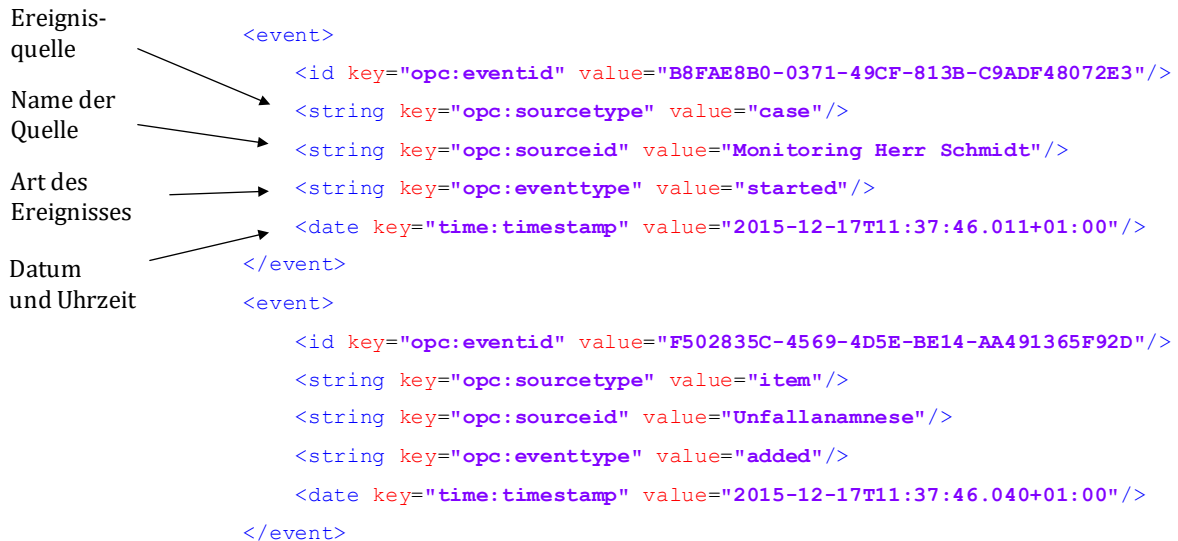 Ereignis-
quelle
Name der
Quelle
Art des
Ereignisses
Datum
und Uhrzeit
<event>
<id key="opc:eventid" value="B8FAE8B0-0371-49CF-813B-C9ADF48072E3"/>
<string key="opc:sourcetype" value="case"/>
<string key="opc:sourceid" value="Monitoring Herr Schmidt"/>
<string key="opc:eventtype" value="started"/>
<date key="time:timestamp" value="2015-12-17T11:37:46.011+01:00"/>
</event>
<event>
<id key="opc:eventid" value="F502835C-4569-4D5E-BE14-AA491365F92D"/>
<string key="opc:sourcetype" value="item"/>
<string key="opc:sourceid" value="Unfallanamnese"/>
<string key="opc:eventtype" value="added"/>
<date key="time:timestamp" value="2015-12-17T11:37:46.040+01:00"/>
</event>